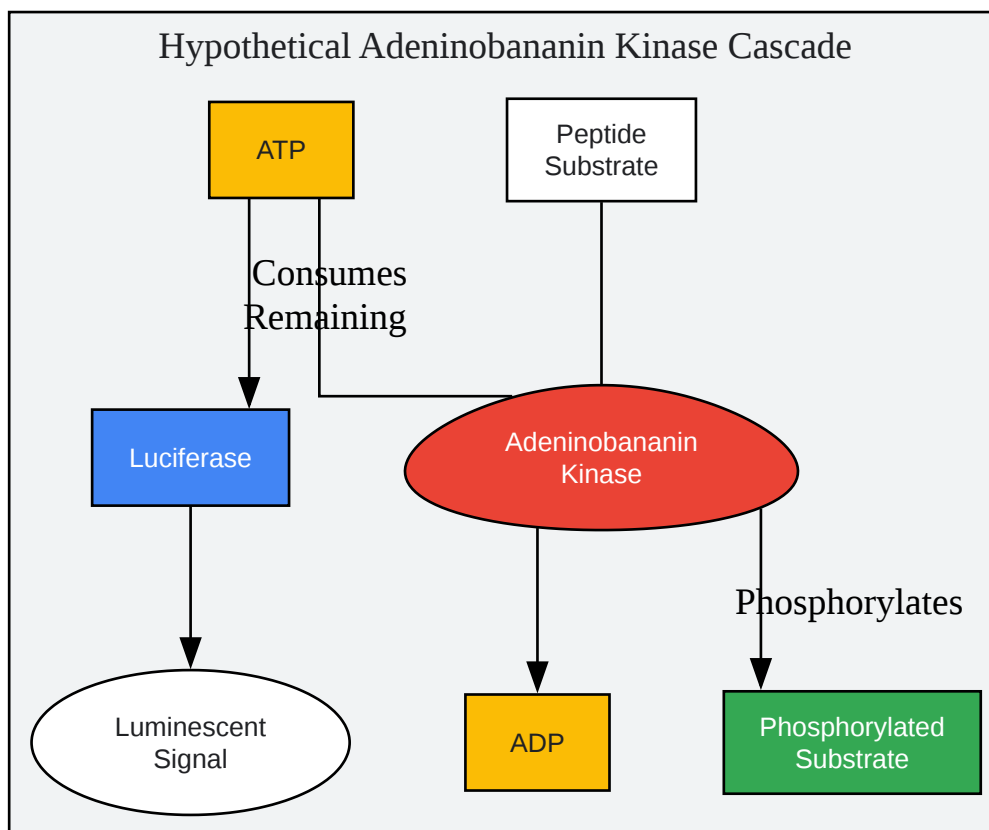 Hypothetical Adeninobananin Kinase Cascade
ATP
Peptide
Substrate
Consumes
Remaining
Luciferase
Adeninobananin
Kinase
Phosphorylates
Luminescent
Signal
ADP
Phosphorylated
Substrate